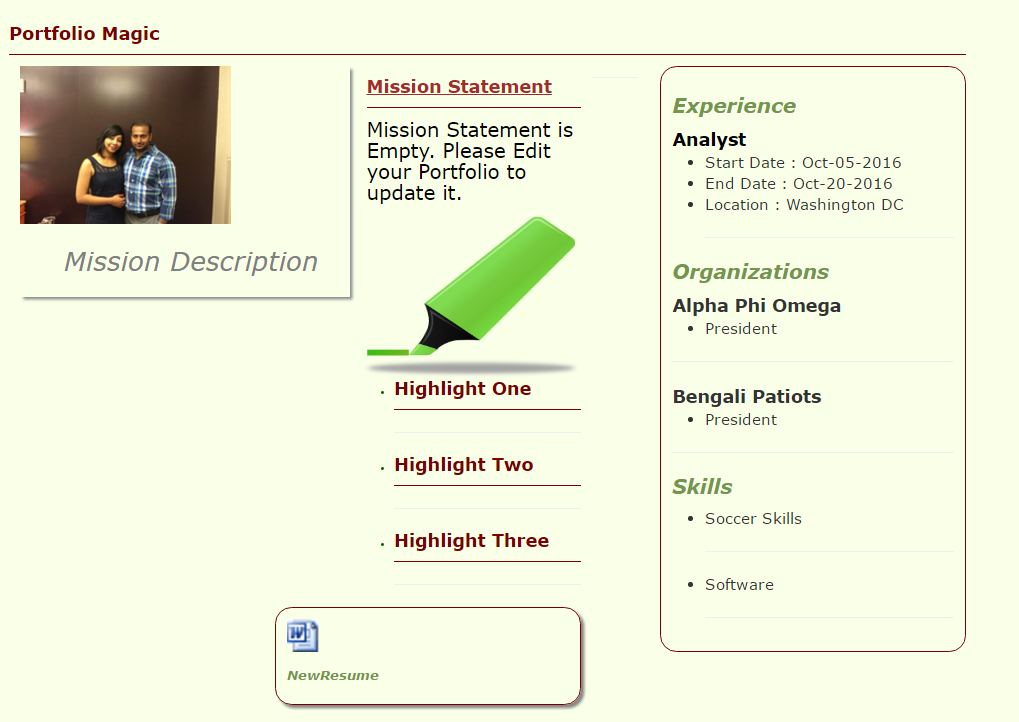 Portfolio Magic
Mission Description
Mission Statement
Mission Statement is
Empty. Please Edit
your Portfolio to
update it.
Highlight One
Highlight Two
Highlight Three
NewResume
Experience
Analyst
Start Date : Oct-05-2016
End Date : Oct-20-2016
Location : Washington DC
Organizations
Alpha Phi Omega
President
Bengali Patiots
President
Skills
Soccer Skills
Software